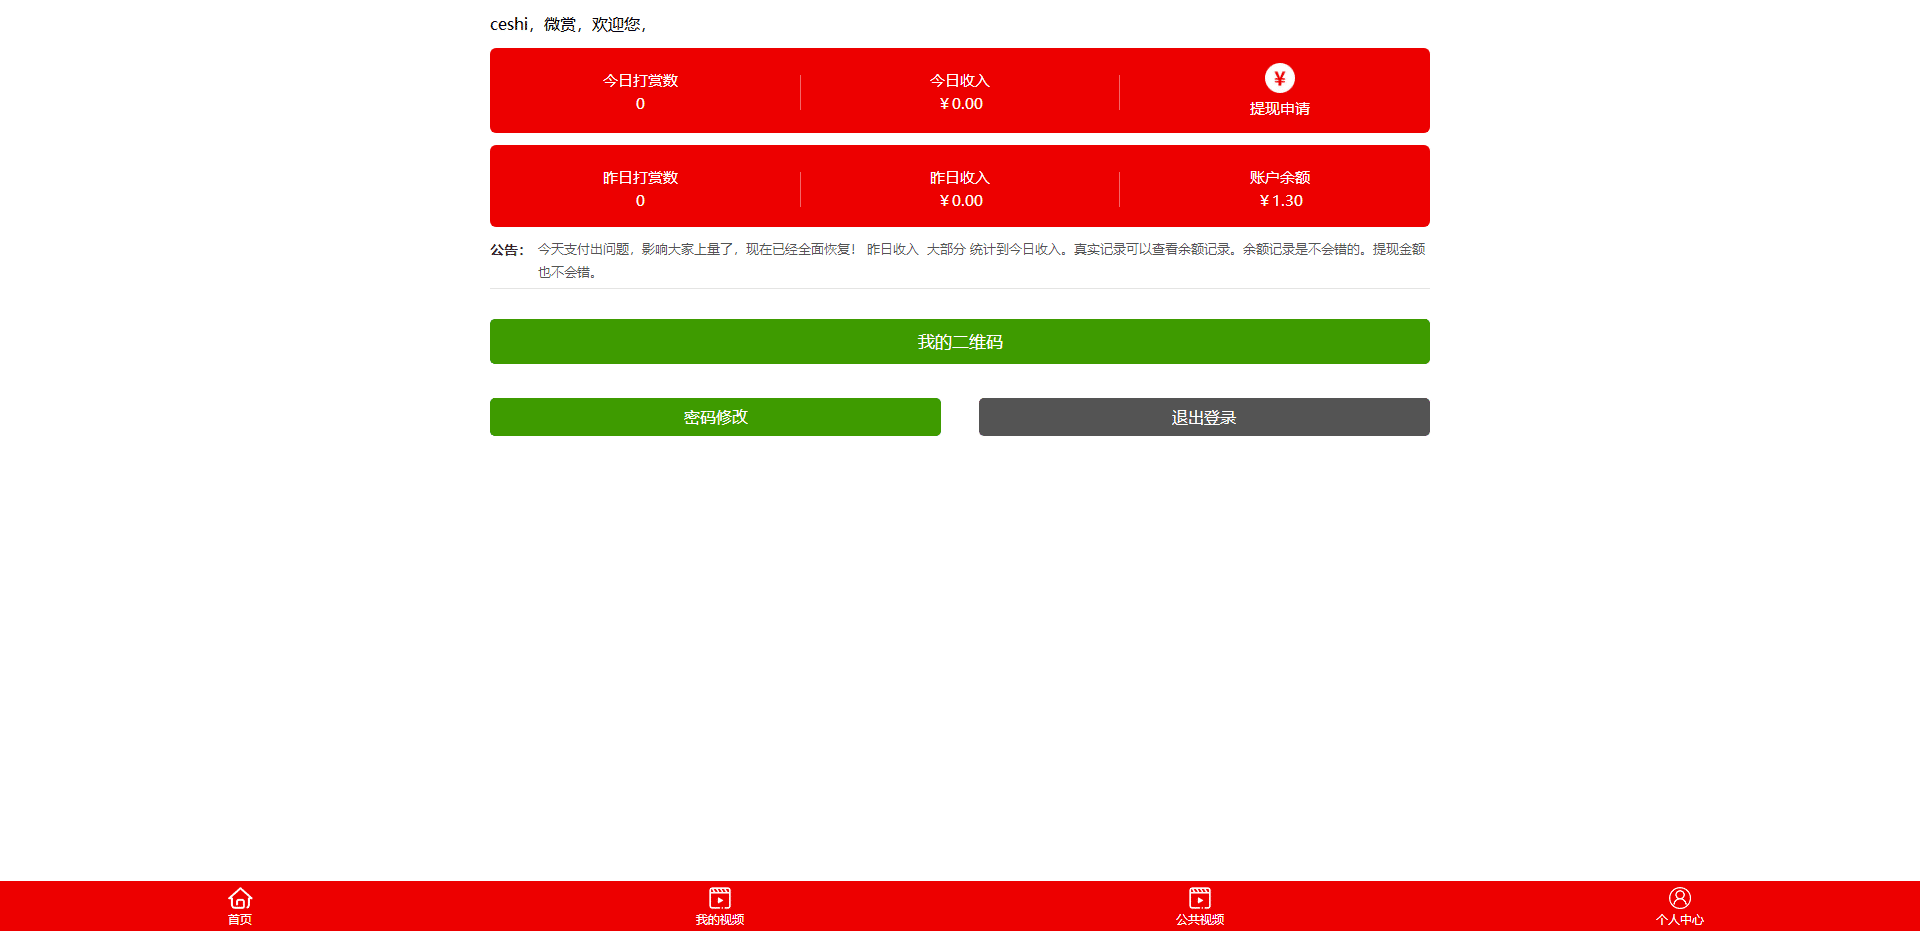 ceshi，微赏，欢迎您，
今日打赏数
0
今日收入
￥0.00
¥
提现申请
昨日打赏数
0
昨日收入
￥0.00
账户余额
￥1.30
公告： 今天支付出问题，影响大家上量了，现在已经全面恢复！ 昨日收入 大部分 统计到今日收入。真实记录可以查看余额记录。余额记录是不会错的。提现金额
也不会错。
我的二维码
密码修改
退出登录
首页
我的视频
公共视频
个人中心